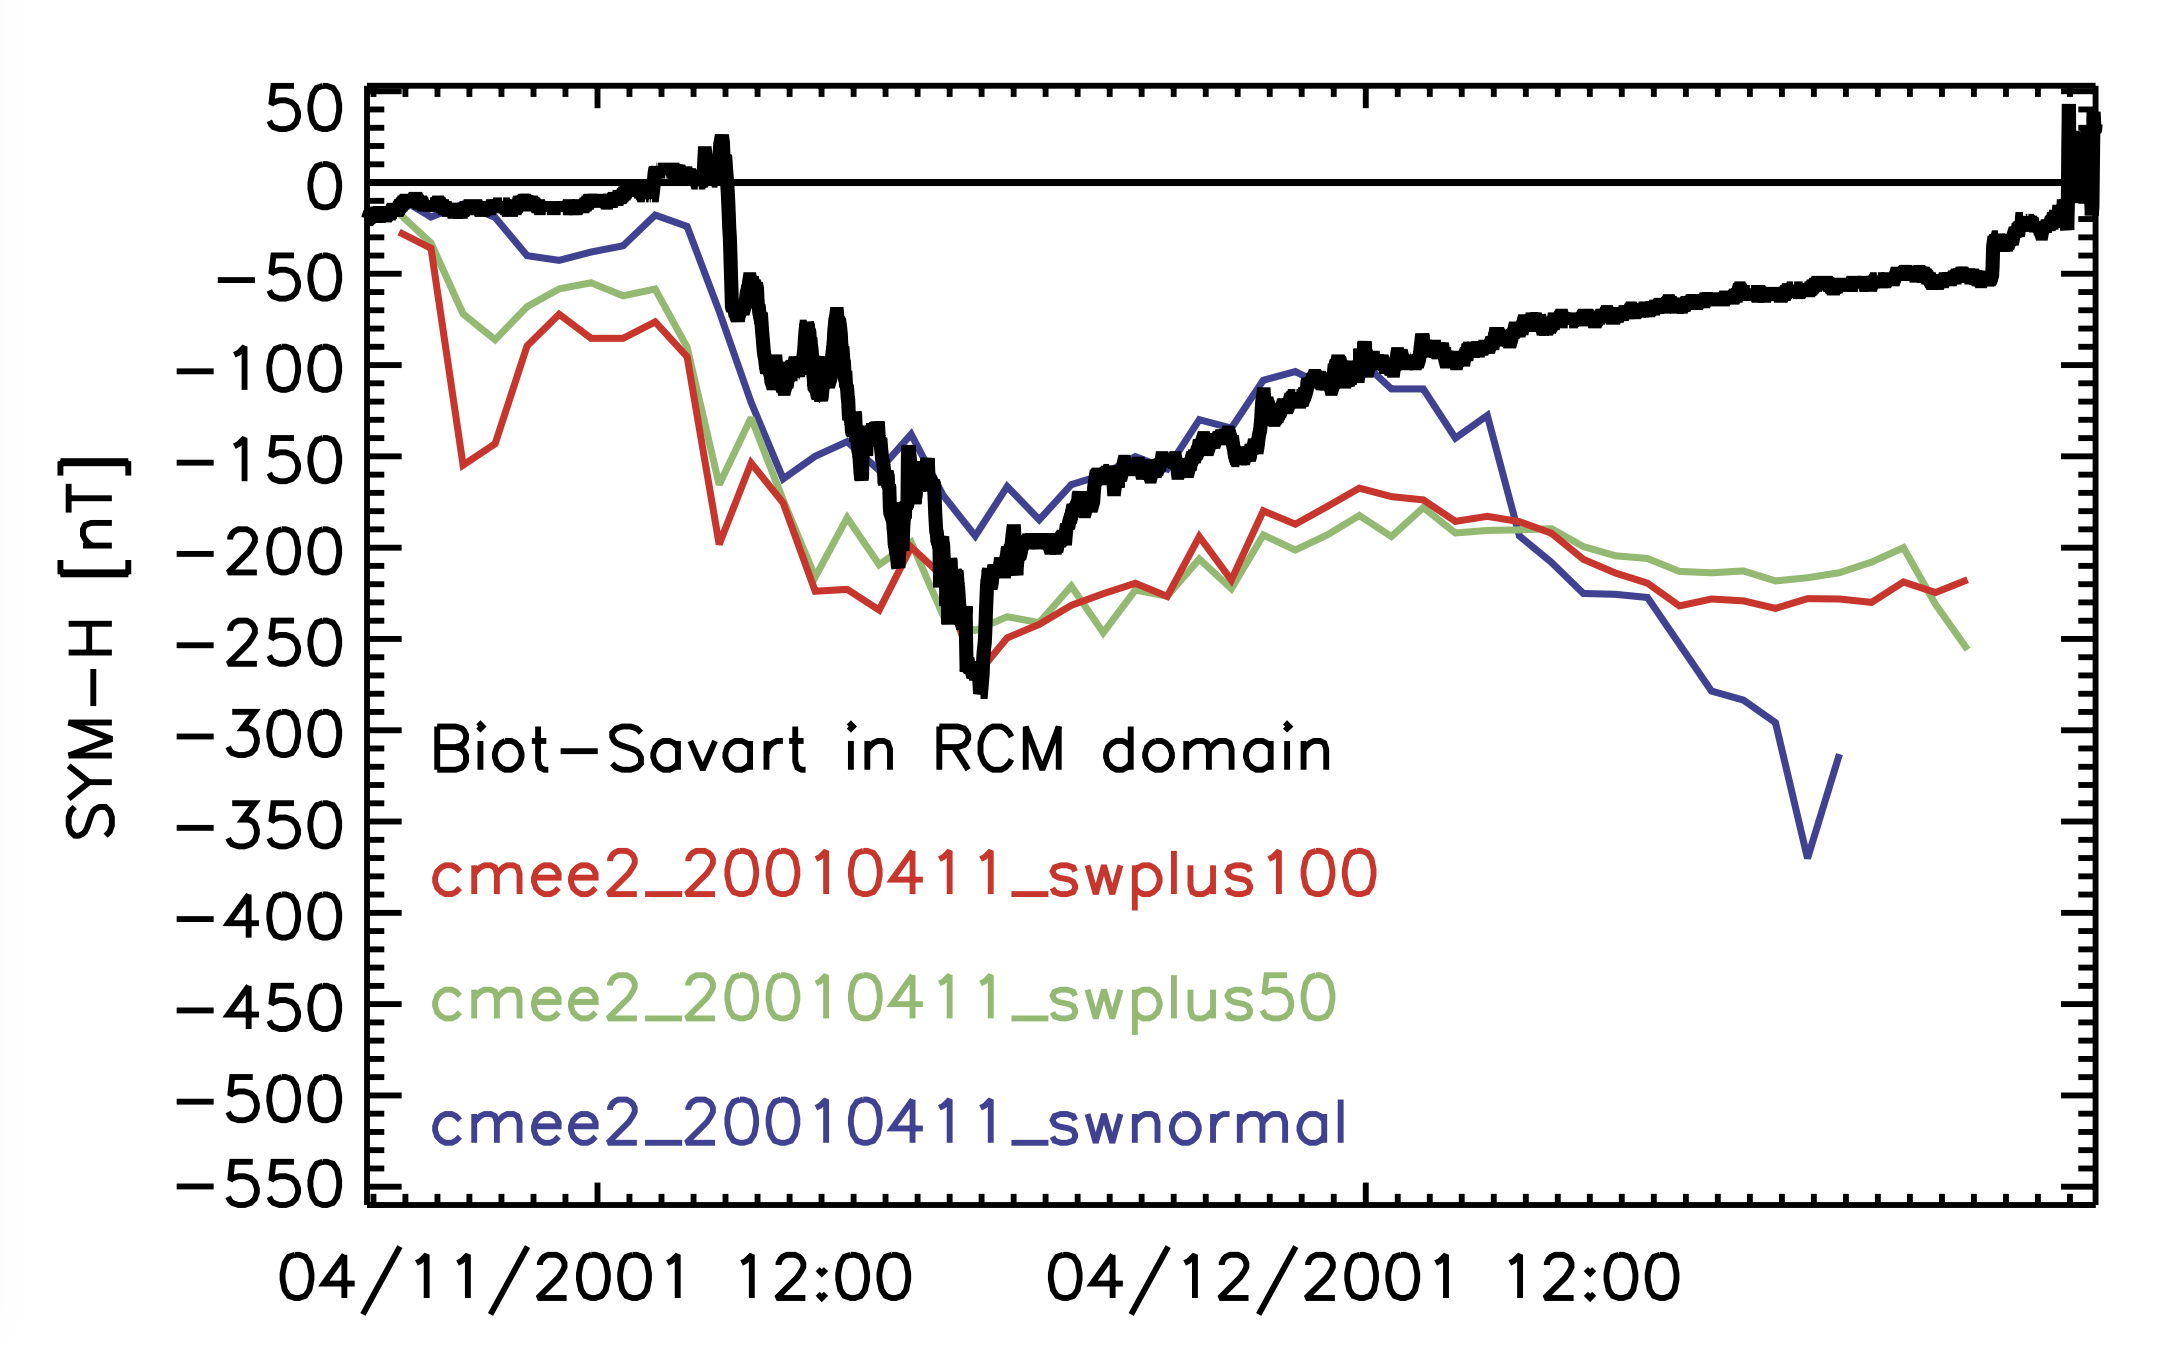 50
0
−50
−100
−150
−200
−250
−300
−350
−400
−450
−500
−550
SYM−H [nT]
Biot−Savart in RCM domain
cmee2_20010411_swplus100
cmee2_20010411_swplus50
cmee2_20010411_swnormal
04/11/2001 12:00 04/12/2001 12:00